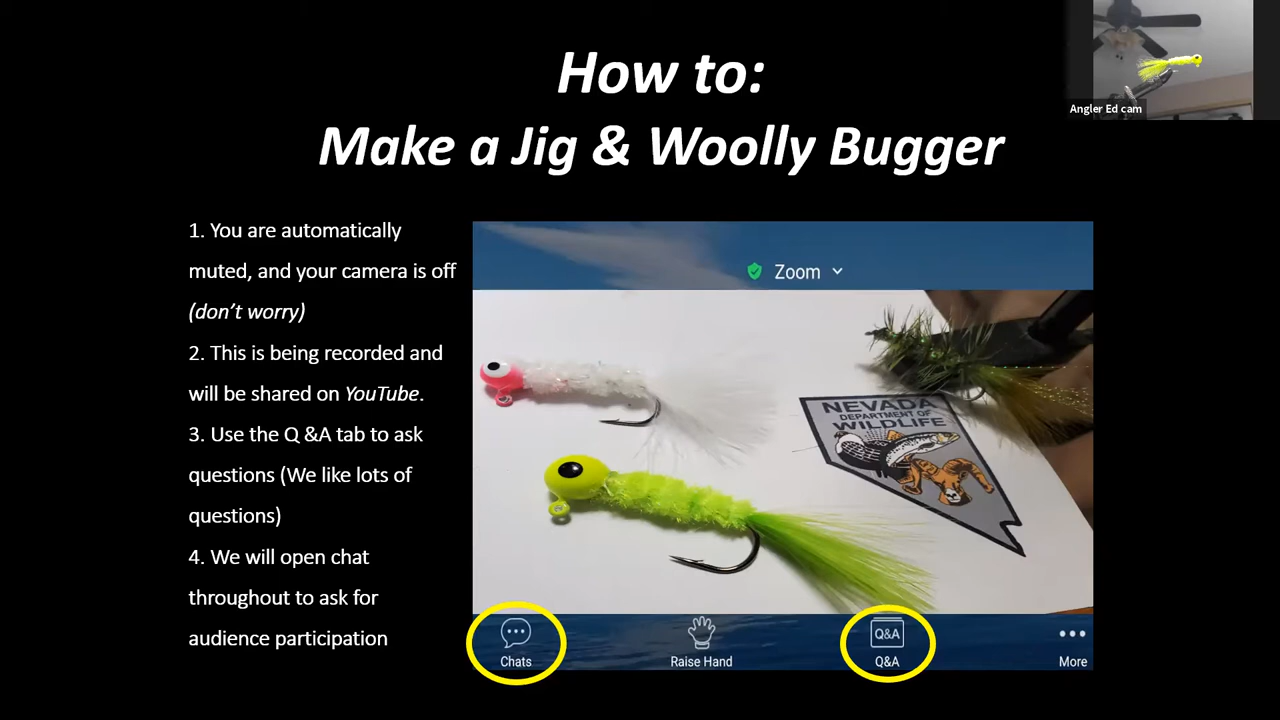 How to:
Make a Jig & Woolly Bugger
Angler Ed cam
1. You are automatically
muted, and your camera is off
(don’t worry)
2. This is being recorded and
will be shared on YouTube.
3. Use the Q &A tab to ask
questions (We like lots of
questions)
4. We will open chat
throughout to ask for
audience participation
Zoom
NEVADA
DEPARTMENT OF
WILDLIFE
Chats
Raise Hand
Q&A
Q&A
More